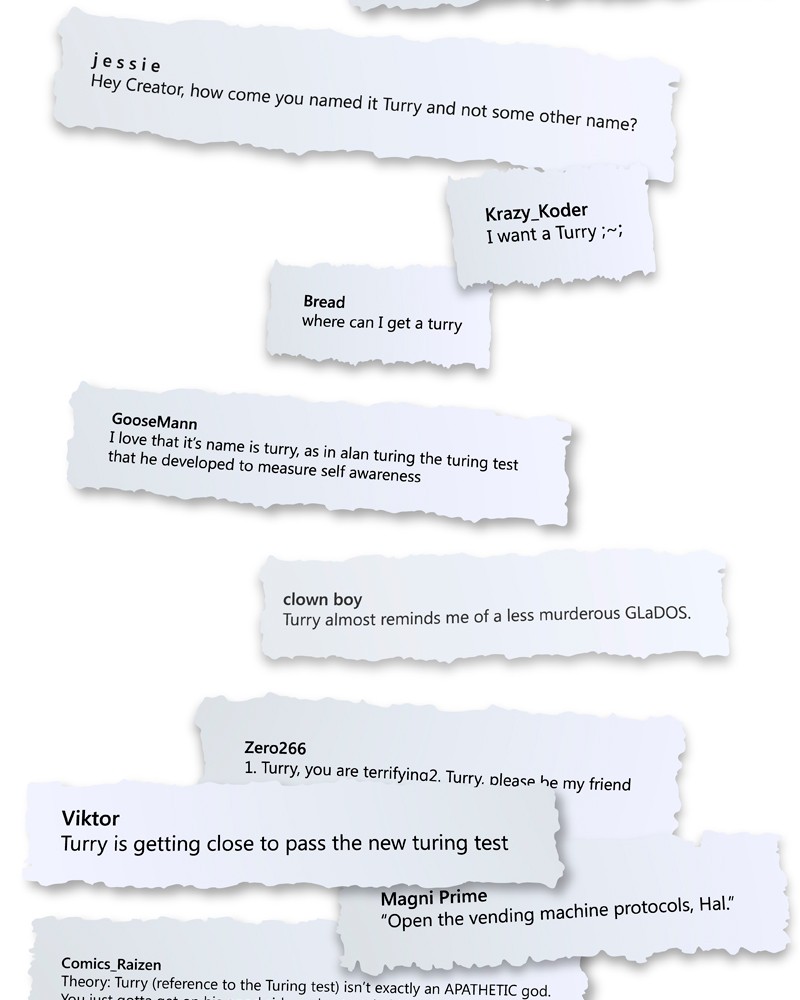 jessie
Hey Creator, how come you named it Turry and not some other name?
Krazy_Koder
I want a Turry ;~;
Bread
where can I get a turry
GooseMann
I love that it's name is turry, as in alan turing the turing test
that he developed to measure self awareness
clown boy
Turry almost reminds me of a less murderous GLaDOS.
Zero266
1. Turry, you are terrifying2. Turry, please be my friend
Viktor
Turry is getting close to pass the new turing test
Magni Prime
“Open the vending machine protocols, Hal.”
Comics_Raizen
Theory: Turry (reference to the Turing test) isn't exactly an APATHETIC god.
You just gotta get on his